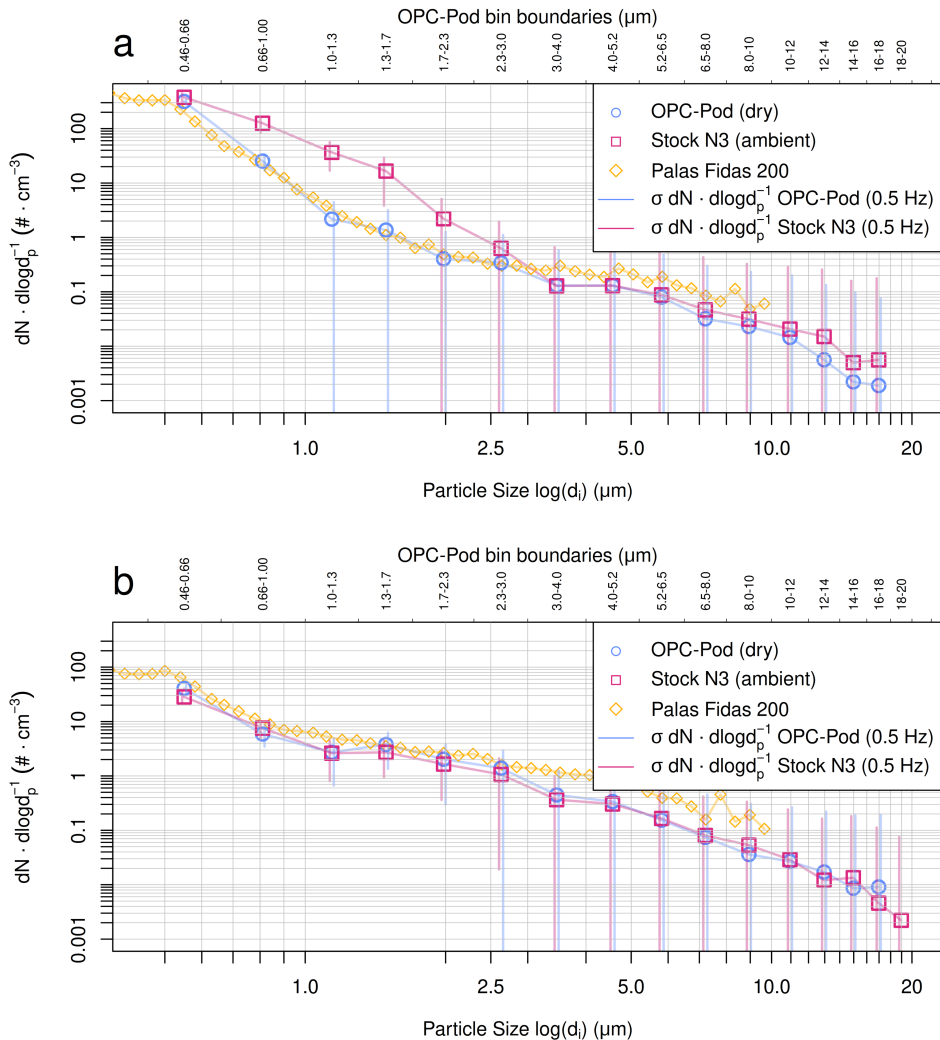 OPC-Pod bin boundaries (μm)
a
0.46-0.66 0.66-1.00 1.0-1.3 1.3-1.7 1.7-2.3 2.3-3.0 3.0-4.0 4.0-5.2 5.2-6.5 6.5-8.0 8.0-10 10-12 12-14 14-16 16-18 18-20
OPC-Pod (dry)
Stock N3 (ambient)
Palas Fidas 200
σ dN · dlogd_p^-1 OPC-Pod (0.5 Hz)
σ dN · dlogd_p^-1 Stock N3 (0.5 Hz)
dN · dlogd_p^-1 (# · cm^-3)
100
10
1
0.1
0.001
1.0 2.5 5.0 10.0 20
Particle Size log(d_i) (μm)
OPC-Pod bin boundaries (μm)
b
0.46-0.66 0.66-1.00 1.0-1.3 1.3-1.7 1.7-2.3 2.3-3.0 3.0-4.0 4.0-5.2 5.2-6.5 6.5-8.0 8.0-10 10-12 12-14 14-16 16-18 18-20
OPC-Pod (dry)
Stock N3 (ambient)
Palas Fidas 200
σ dN · dlogd_p^-1 OPC-Pod (0.5 Hz)
σ dN · dlogd_p^-1 Stock N3 (0.5 Hz)
dN · dlogd_p^-1 (# · cm^-3)
100
10
1
0.1
0.001
1.0 2.5 5.0 10.0 20
Particle Size log(d_i) (μm)